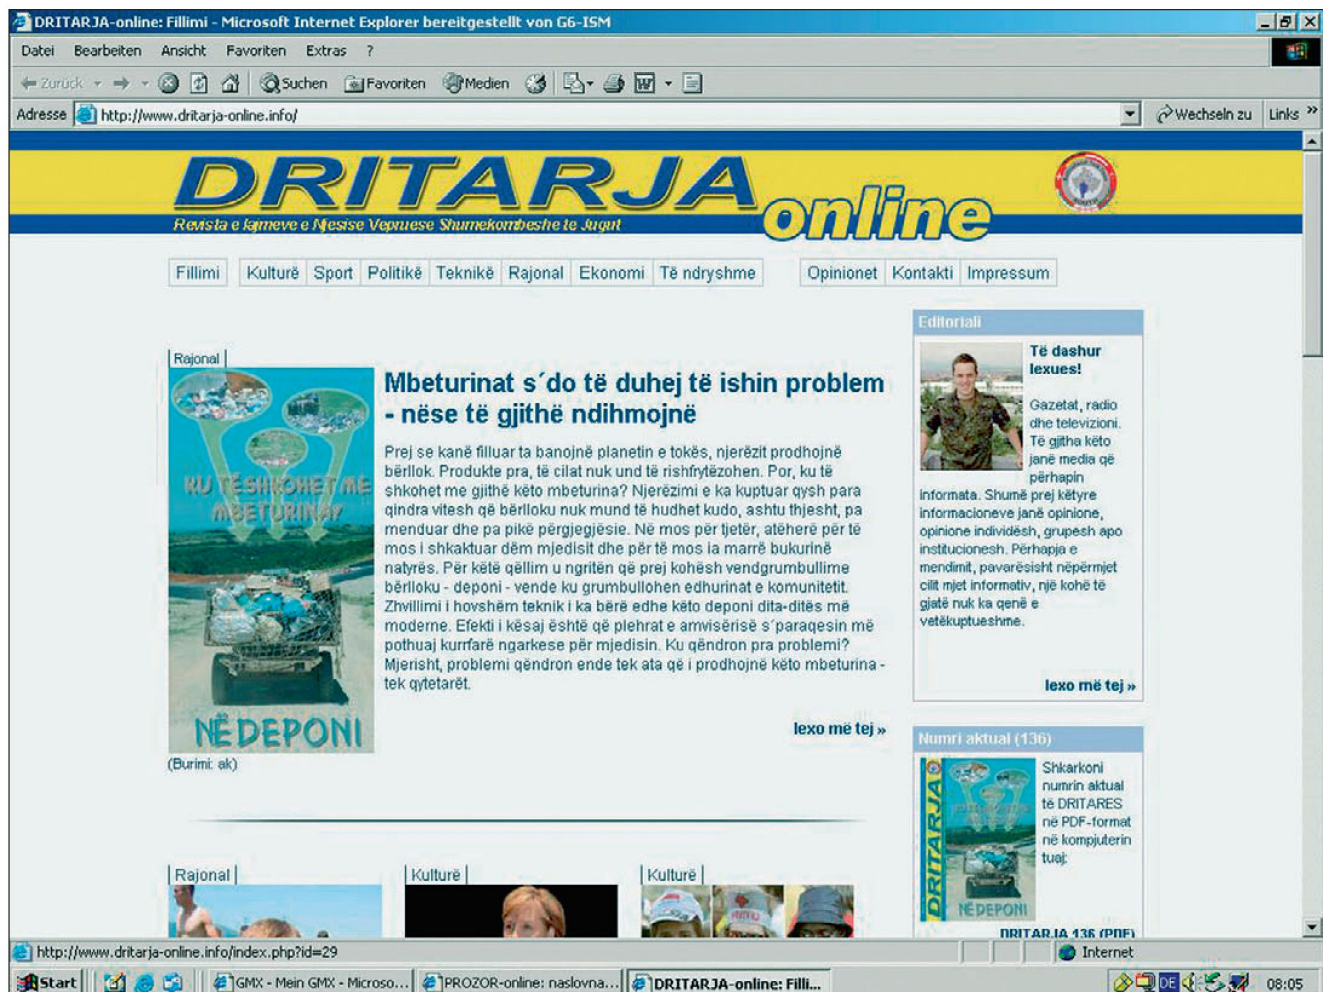 DRITARJA-online: Fillimi - Microsoft Internet Explorer bereitgestellt von G6-ISM
Datei Bearbeiten Ansicht Favoriten Extras ?
Zurück Suchen Favoriten Medien
Adresse http://www.dritarja-online.info/ Wechseln zu Links »
DRITARJA online
Revista e fajmeve e Njesise Vepruese Shumekombeshe te Jugut
Fillimi Kulturë Sport Politikë Teknikë Rajonal Ekonomi Të ndryshme Opinionet Kontakti Impressum
Rajonal
KU TËSHKOHET ME
MBETURINAT
NË DEPONI
(Burimi: ak)
Mbeturinat s´do të duhej të ishin problem
- nëse të gjithë ndihmojnë
Prej se kanë filluar ta banojnë planetin e tokës, njerëzit prodhojnë
bërllok. Produkte pra, të cilat nuk und të rishfrytëzohen. Por, ku të
shkohet me gjithë këto mbeturina? Njerëzimi e ka kuptuar qysh para
qindra vitesh që bërlloku nuk mund të hudhet kudo, ashtu thjesht, pa
menduar dhe pa pikë përgjegjësie. Në mos për tjetër, atëherë për të
mos i shkaktuar dëm mjedisit dhe për të mos ia marrë bukurinë
natyrës. Për këtë qëllim u ngritën që prej kohësh vendgrumbullime
bërlloku - deponi - vende ku grumbullohen edhurinat e komunitetit.
Zhvillimi i hovshëm teknik i ka bërë edhe këto deponi dita-ditës më
moderne. Efekti i kësaj është që plehrat e amvisërisë s´paraqesin më
pothuaj kurrfarë ngarkese për mjedisin. Ku qëndron pra problemi?
Mjerisht, problemi qëndron ende tek ata që i prodhojnë këto mbeturina -
tek qytetarët.
lexo më tej »
Editoriali
Të dashur
lexues!
Gazetat, radio
dhe televizioni.
Të gjitha këto
janë media që
përhapin
informata. Shumë prej këtyre
informacioneve janë opinione,
opinione individësh, grupesh apo
institucionesh. Përhapja e
mendimit, pavarësisht nëpërmjet
cilit mjet informativ, një kohë të
gjatë nuk ka qenë e
vetëkuptueshme.
lexo më tej »
Numri aktual (136)
DRITARJA
NË DEPONI
Shkarkoni
numrin aktual
të DRITARES
në PDF-format
në kompjuterin
tuaj:
DRITARJA 136 (PDF)
Rajonal Kulturë Kulturë
http://www.dritarja-online.info/index.php?id=29 Internet
Start GMX - Mein GMX - Microso... PROZOR-online: naslovna... DRITARJA-online: Filli... DE 08:05